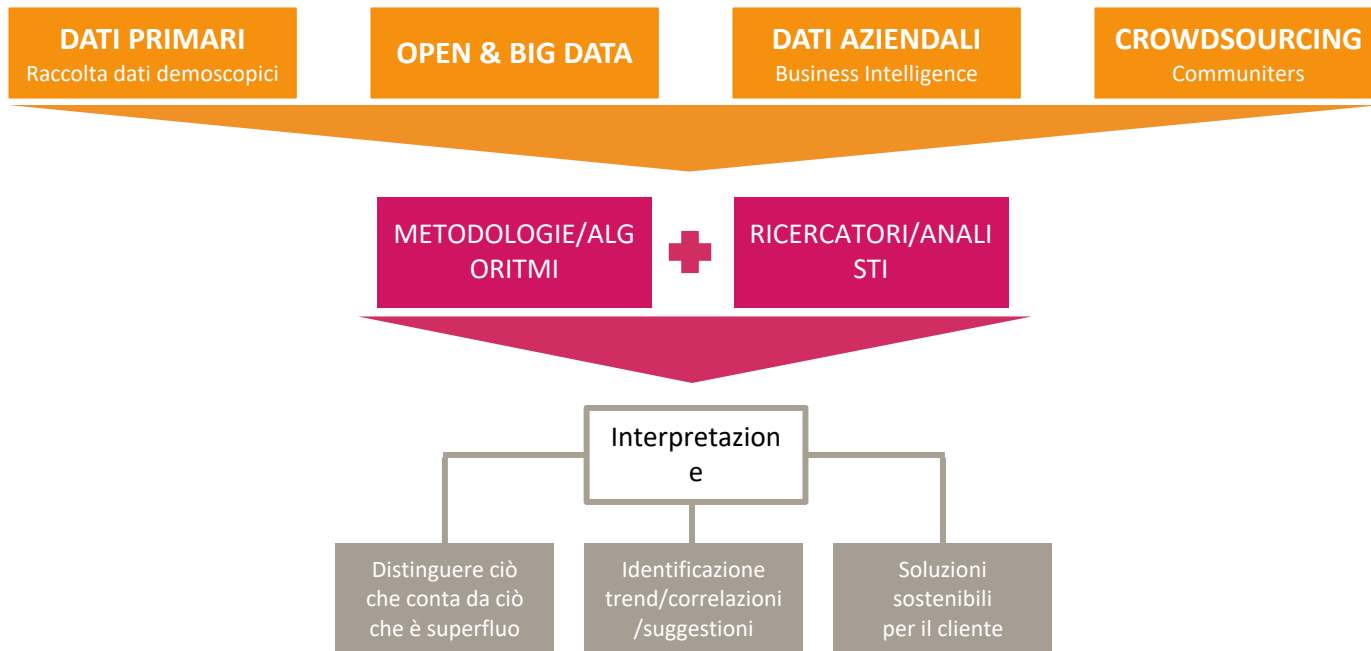 DATI PRIMARI
Raccolta dati demoscopici
OPEN & BIG DATA
DATI AZIENDALI
Business Intelligence
CROWDSOURCING
Communiters
METODOLOGIE/ALG
ORITMI
RICERCATORI/ANALI
STI
Interpretazion
e
Distinguere ciò
che conta da ciò
che è superfluo
Identificazione
trend/correlazioni
/suggestioni
Soluzioni
sostenibili
per il cliente